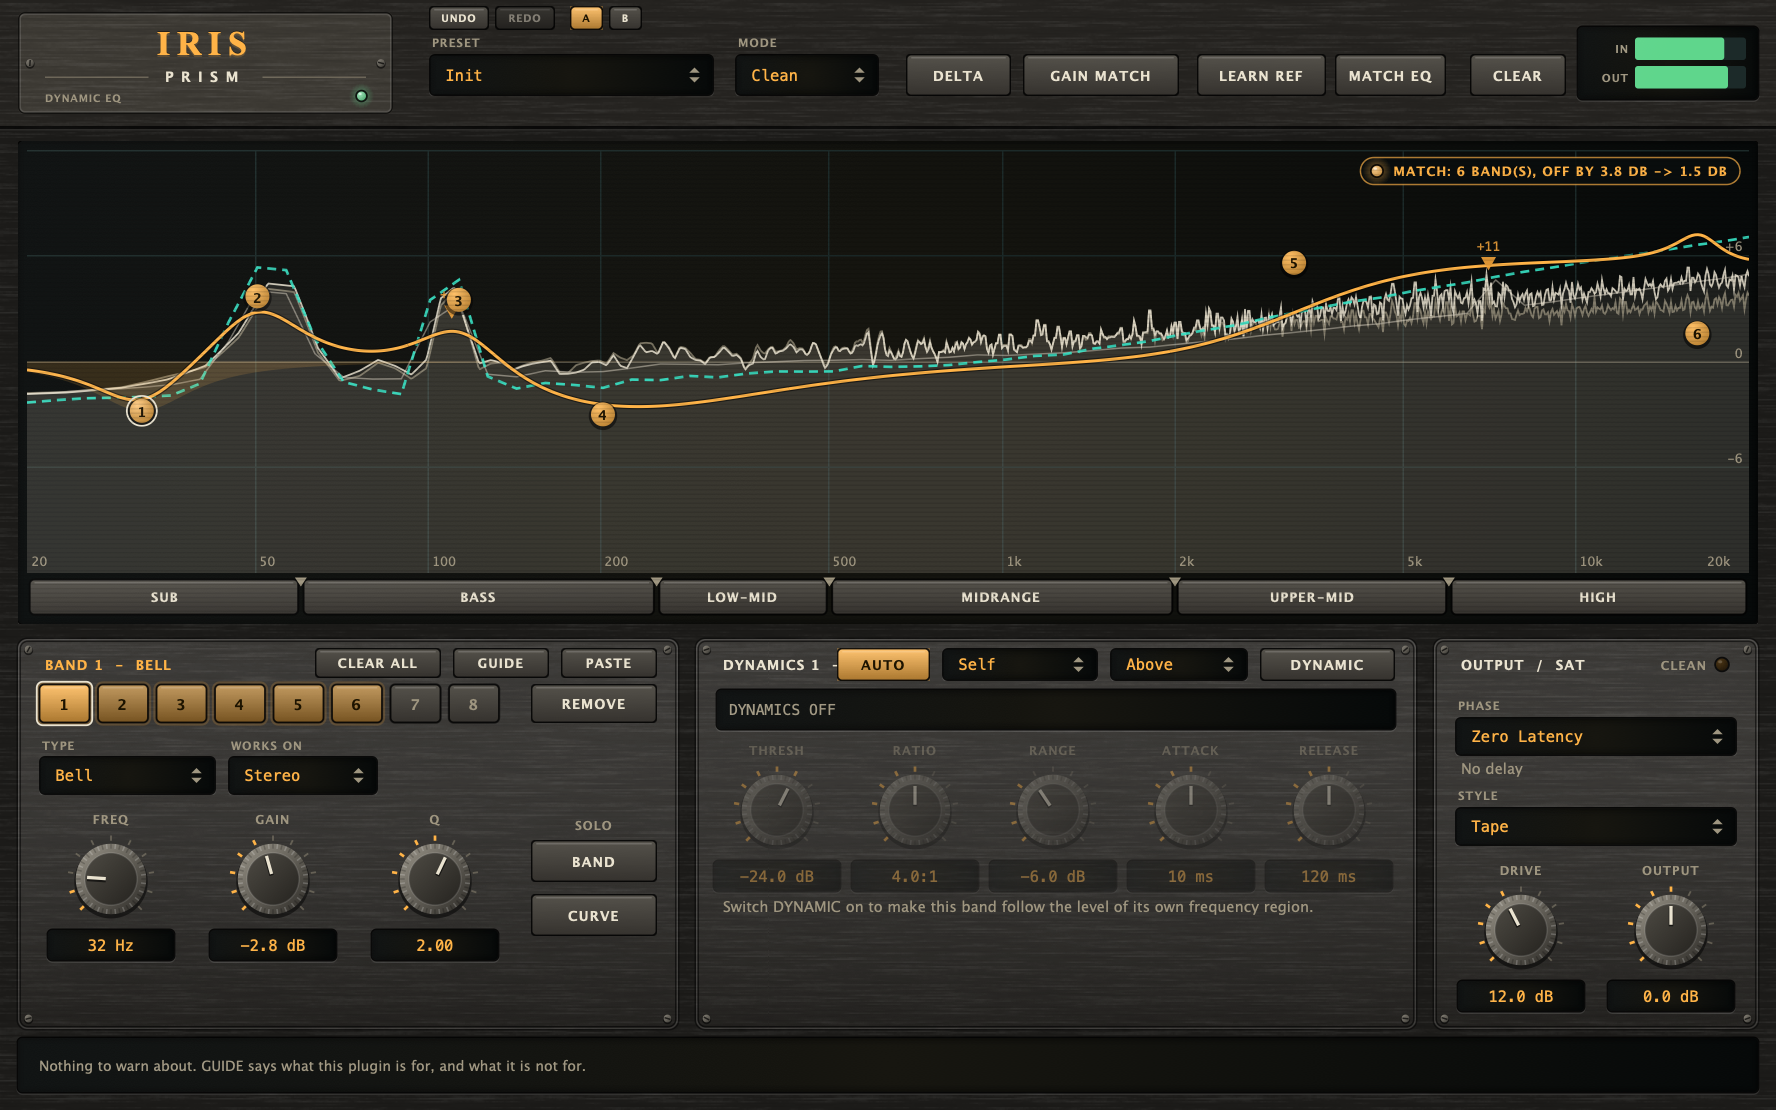 UNDO REDO A B
IRIS
PRISM
DYNAMIC EQ
PRESET MODE
Init Clean DELTA GAIN MATCH LEARN REF MATCH EQ CLEAR
IN
OUT
MATCH: 6 BAND(S), OFF BY 3.8 DB -> 1.5 DB
+11
+6
5
2
3
6
0
1
4
-6
20 50 100 200 500 1k 2k 5k 10k 20k
SUB BASS LOW-MID MIDRANGE UPPER-MID HIGH
BAND 1 - BELL CLEAR ALL GUIDE PASTE
1 2 3 4 5 6 7 8 REMOVE
TYPE WORKS ON
Bell Stereo
FREQ GAIN Q SOLO
BAND
CURVE
32 Hz -2.8 dB 2.00
DYNAMICS 1 - AUTO Self Above DYNAMIC
DYNAMICS OFF
THRESH RATIO RANGE ATTACK RELEASE
-24.0 dB 4.0:1 -6.0 dB 10 ms 120 ms
Switch DYNAMIC on to make this band follow the level of its own frequency region.
OUTPUT / SAT CLEAN
PHASE
Zero Latency
No delay
STYLE
Tape
DRIVE OUTPUT
12.0 dB 0.0 dB
Nothing to warn about. GUIDE says what this plugin is for, and what it is not for.